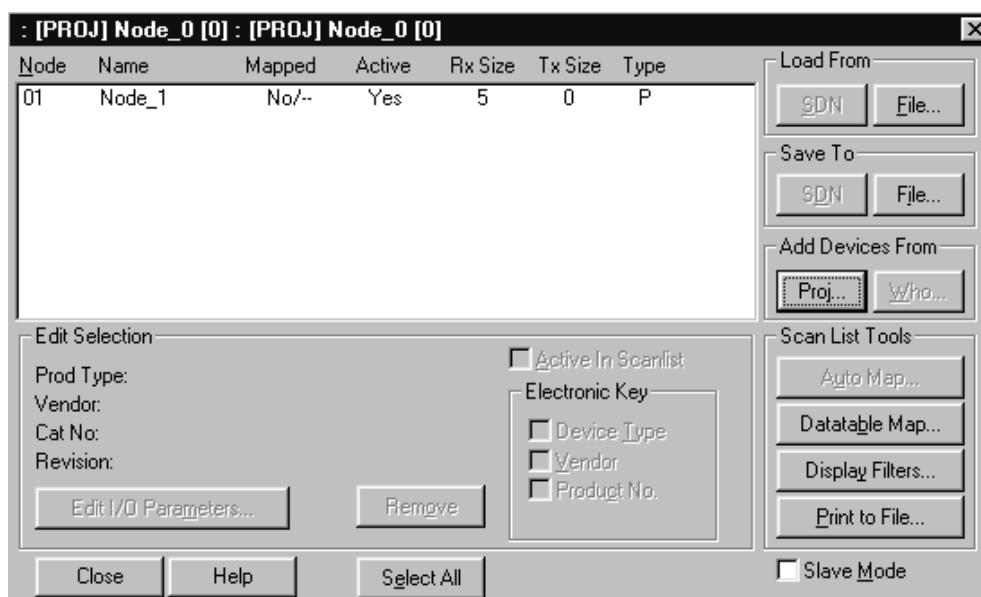 : [PROJ] Node_0 [0] : [PROJ] Node_0 [0]
Node Name Mapped Active Rx Size Tx Size Type
01 Node_1 No/-- Yes 5 0 P
Load From
SDN File...
Save To
SDN File...
Add Devices From
Proj... Who...
Edit Selection
Prod Type:
Vendor:
Cat No:
Revision:
Edit I/O Parameters...
Remove
Active In Scanlist
Electronic Key
Device Type
Vendor
Product No.
Scan List Tools
Auto Map...
Datatable Map...
Display Filters...
Print to File...
Close Help Select All
Slave Mode